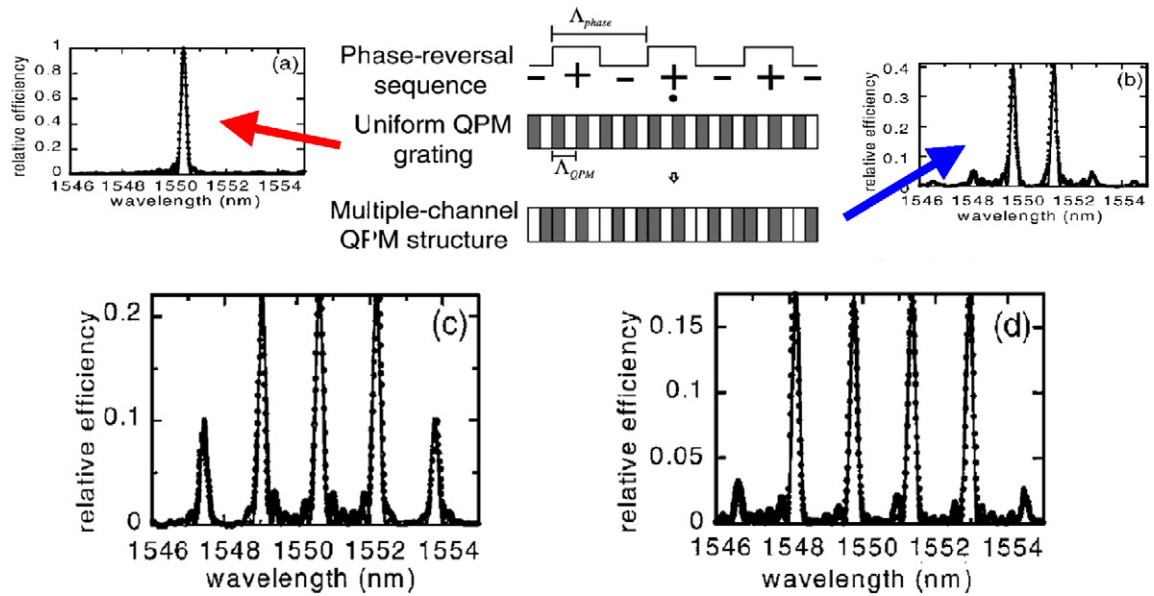 (a)
relative efficiency
1
0.8
0.6
0.4
0.2
0
1546 1548 1550 1552 1554
wavelength (nm)
Λphase
Phase-reversal
sequence
- + - + - + -
Uniform QPM
grating
ΛQPM
Multiple-channel
QPM structure
(b)
relative efficiency
0.4
0.3
0.2
0.1
0
1546 1548 1550 1552 1554
wavelength (nm)
(c)
relative efficiency
0.2
0.1
0
1546 1548 1550 1552 1554
wavelength (nm)
(d)
relative efficiency
0.15
0.1
0.05
0
1546 1548 1550 1552 1554
wavelength (nm)